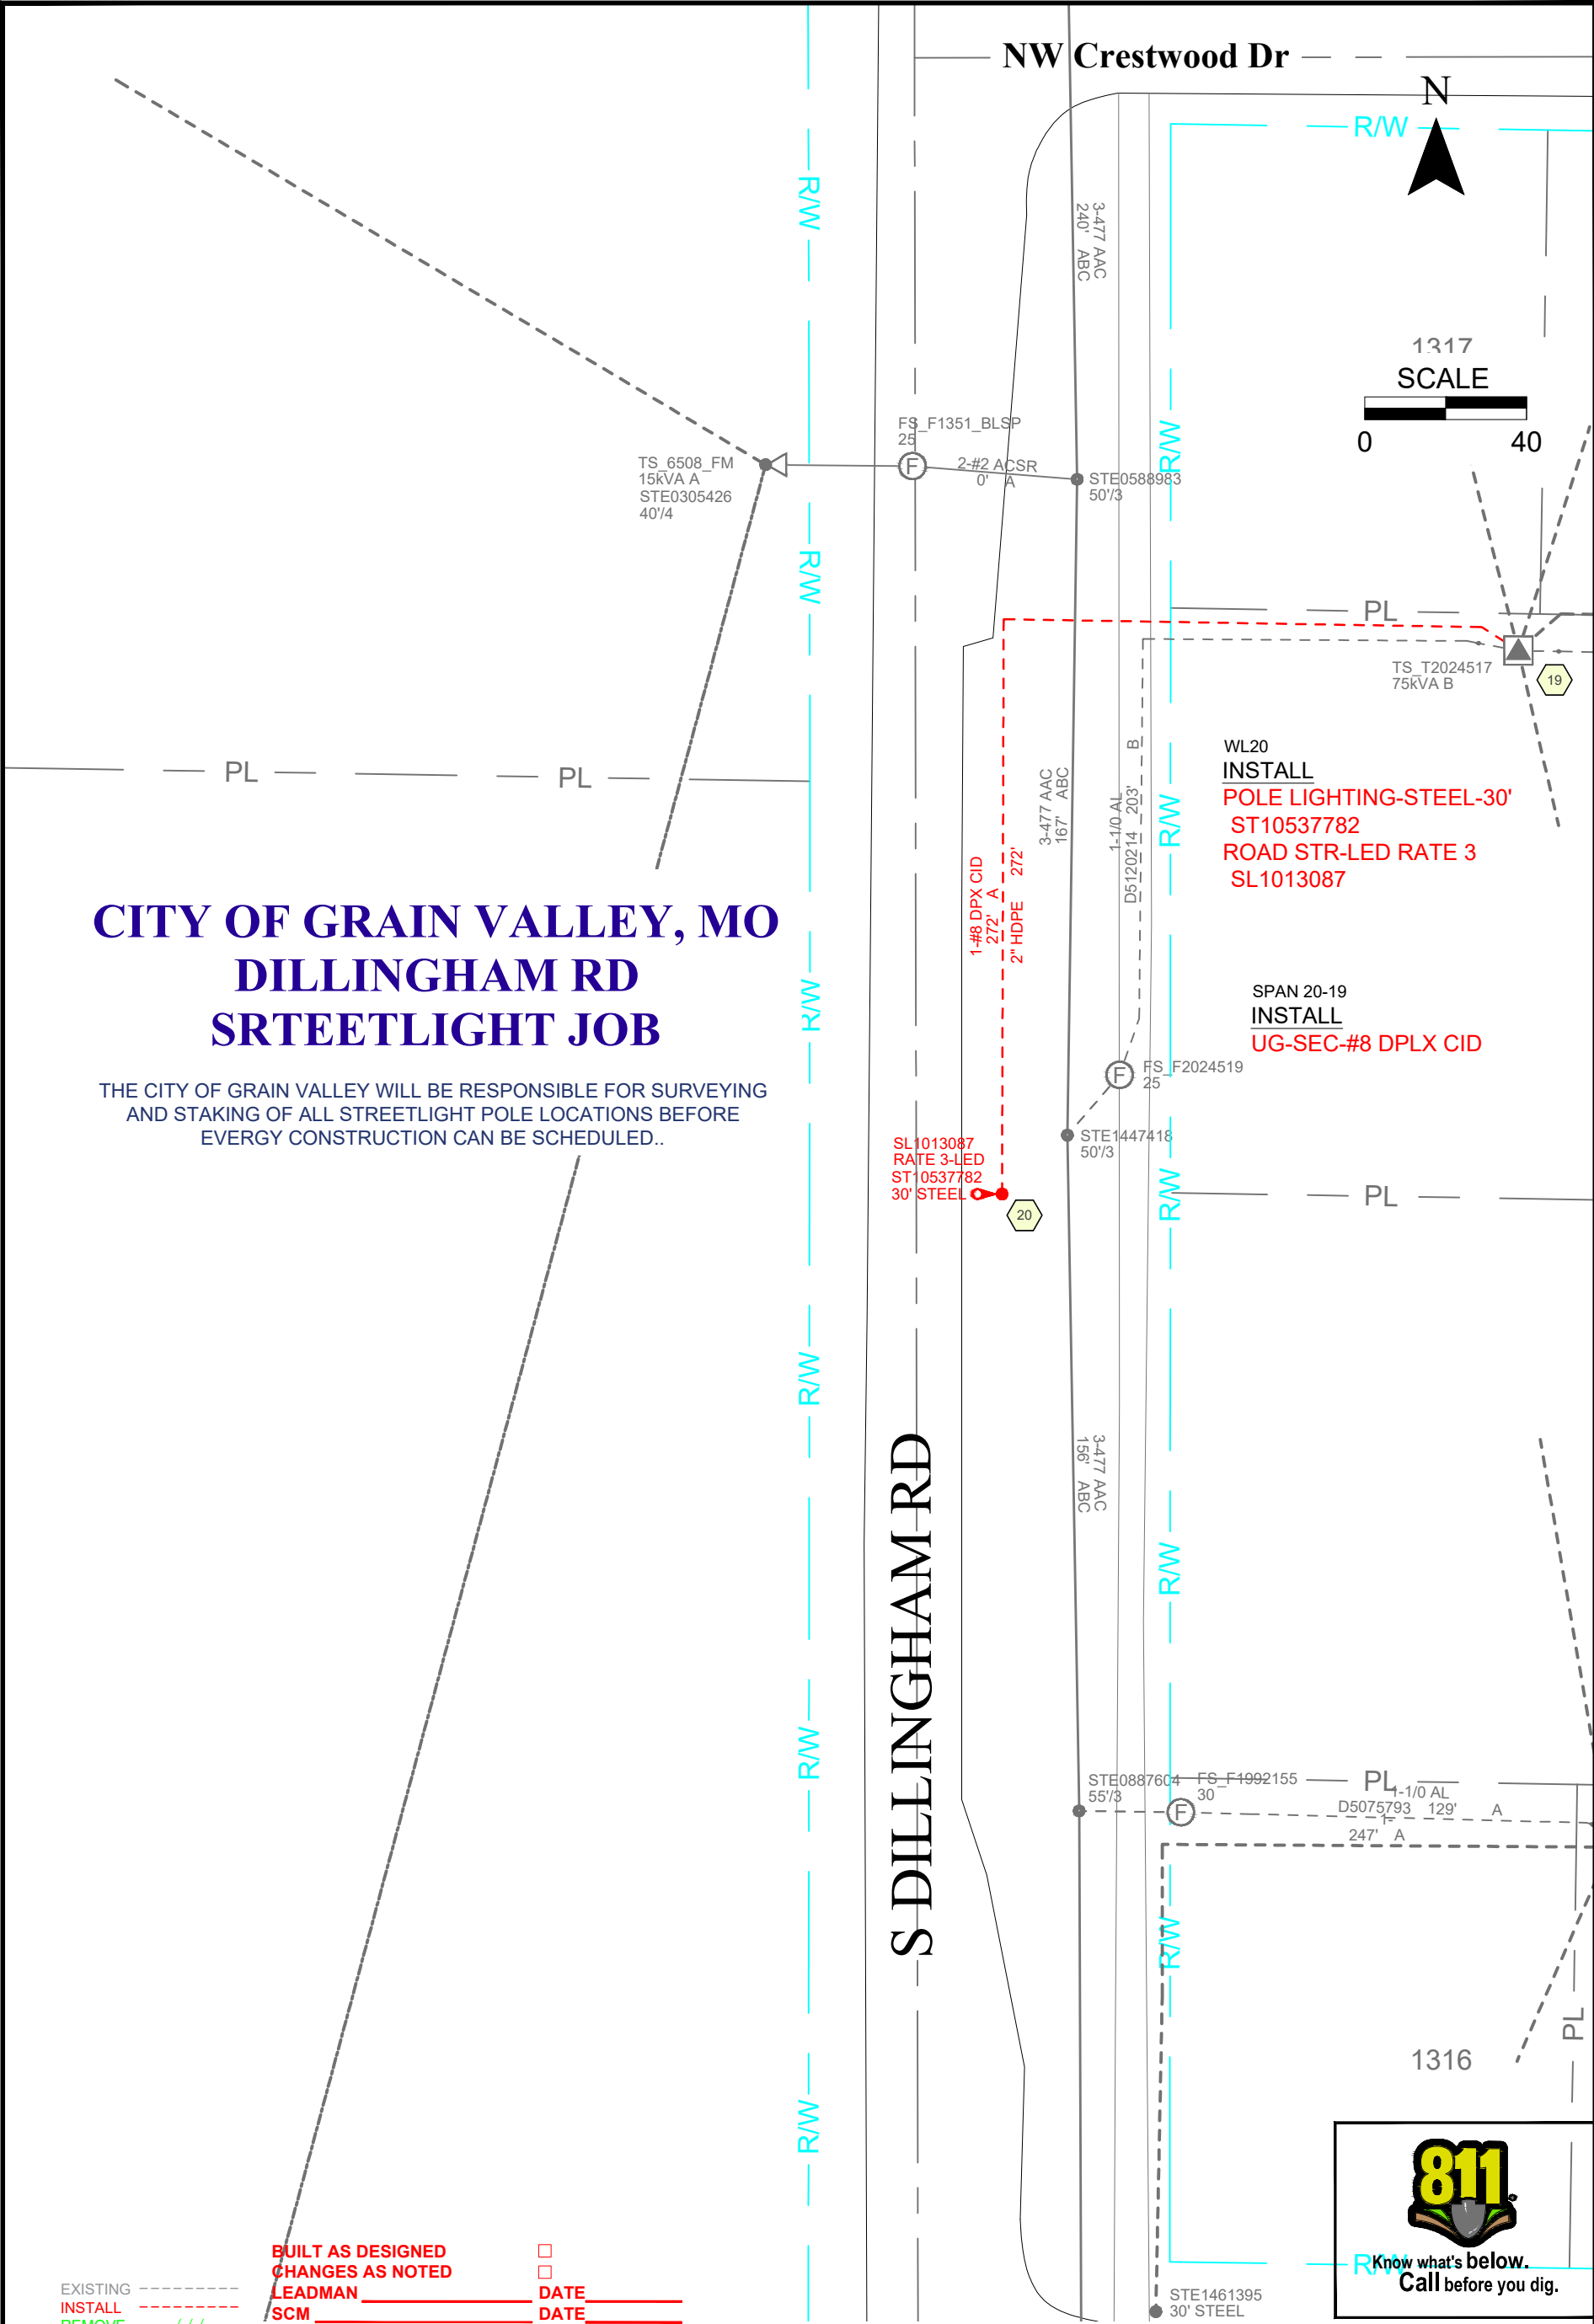 NW Crestwood Dr
N
R/W
R/W
3-477 AAC
240' ABC
1317
SCALE
0 40
FS_F1351_BLSP
25
F
2-#2 ACSR
0' A
TS_6508_FM
15kVA A
STE0305426
40'/4
STE0588983
50'/3
R/W
R/W
PL
TS_T2024517
75kVA B
19
PL
PL
WL20
INSTALL
POLE LIGHTING-STEEL-30'
ST10537782
ROAD STR-LED RATE 3
SL1013087
3-477 AAC
167' ABC
1-1/0 AL
D5120214 203' B
R/W
1-#8 DPX CID
272' A
2" HDPE 272'
CITY OF GRAIN VALLEY, MO
DILLINGHAM RD
SRTEETLIGHT JOB
R/W
SPAN 20-19
INSTALL
UG-SEC-#8 DPLX CID
THE CITY OF GRAIN VALLEY WILL BE RESPONSIBLE FOR SURVEYING
AND STAKING OF ALL STREETLIGHT POLE LOCATIONS BEFORE
EVERGY CONSTRUCTION CAN BE SCHEDULED..
F
FS_F2024519
25
STE1447418
50'/3
SL1013087
RATE 3-LED
ST10537782
30' STEEL
20
R/W
PL
R/W
3-477 AAC
156' ABC
S DILLINGHAM RD
R/W
R/W
STE0887604
55'/3
FS_F1992155
30
F
PL
1-1/0 AL
D5075793 129' A
1-
247' A
R/W
PL
1316
R/W
811
Know what's below.
Call before you dig.
R/W
BUILT AS DESIGNED
CHANGES AS NOTED
LEADMAN DATE
SCM DATE
EXISTING
INSTALL
REMOVE
STE1461395
30' STEEL